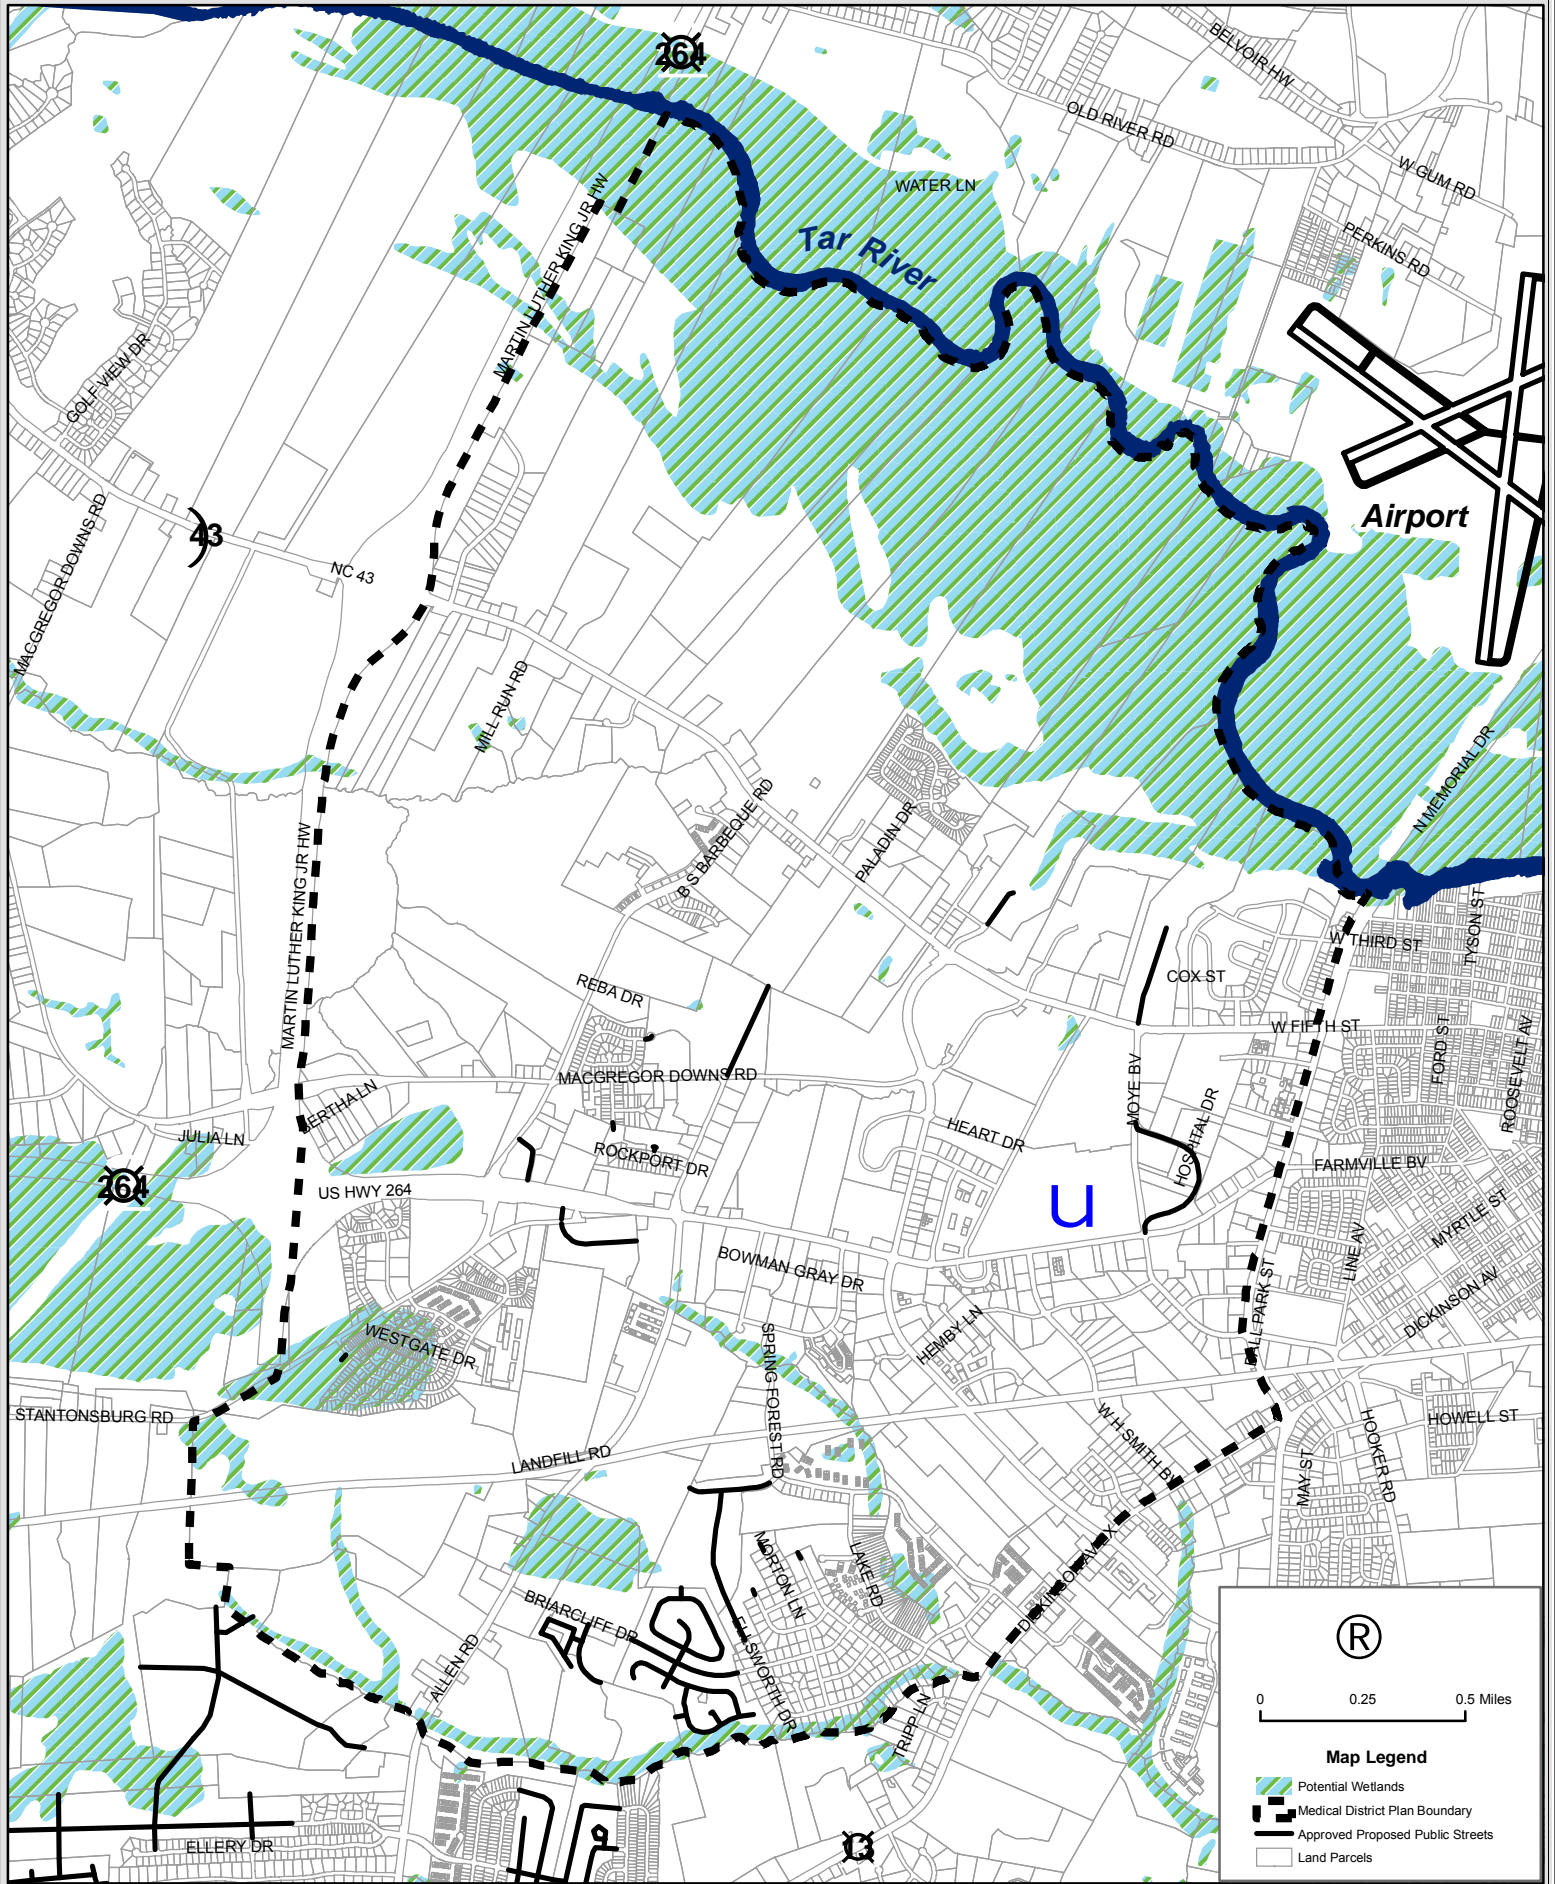 264
BELVOIR HW
OLD RIVER RD
W GUM RD
WATER LN
MARTIN LUTHER KING JR HW
Tar River
PERKINS RD
GOLF VIEW DR
Airport
MACGREGOR DOWNS RD
43
NC 43
MILL RUN RD
N MEMORIAL DR
B S BARBEQUE RD
PALADIN DR
MARTIN LUTHER KING JR HW
TYSON ST
W THIRD ST
COX ST
REBA DR
W FIFTH ST
FORD ST
ROOSEVELT AV
MACGREGOR DOWNS RD
MOYE BV
BERTHA LN
HOSPITAL DR
JULIA LN
HEART DR
ROCKPORT DR
FARMVILLE BV
264
US HWY 264
u
MYRTLE ST
LINE AV
BOWMAN GRAY DR
BALL PARK ST
DICKINSON AV
HEMBY LN
WESTGATE DR
SPRING FOREST RD
STANTONSBURG RD
W H SMITH BV
HOWELL ST
HOOKER RD
LANDFILL RD
MAY ST
MORTON LN
LAKE RD
DICKINSON AV EX
BRIARCLIFF DR
ELLSWORTH DR
ALLEN RD
TRIPP LN
13
ELLERY DR
®
0 0.25 0.5 Miles
Map Legend
Potential Wetlands
Medical District Plan Boundary
Approved Proposed Public Streets
Land Parcels